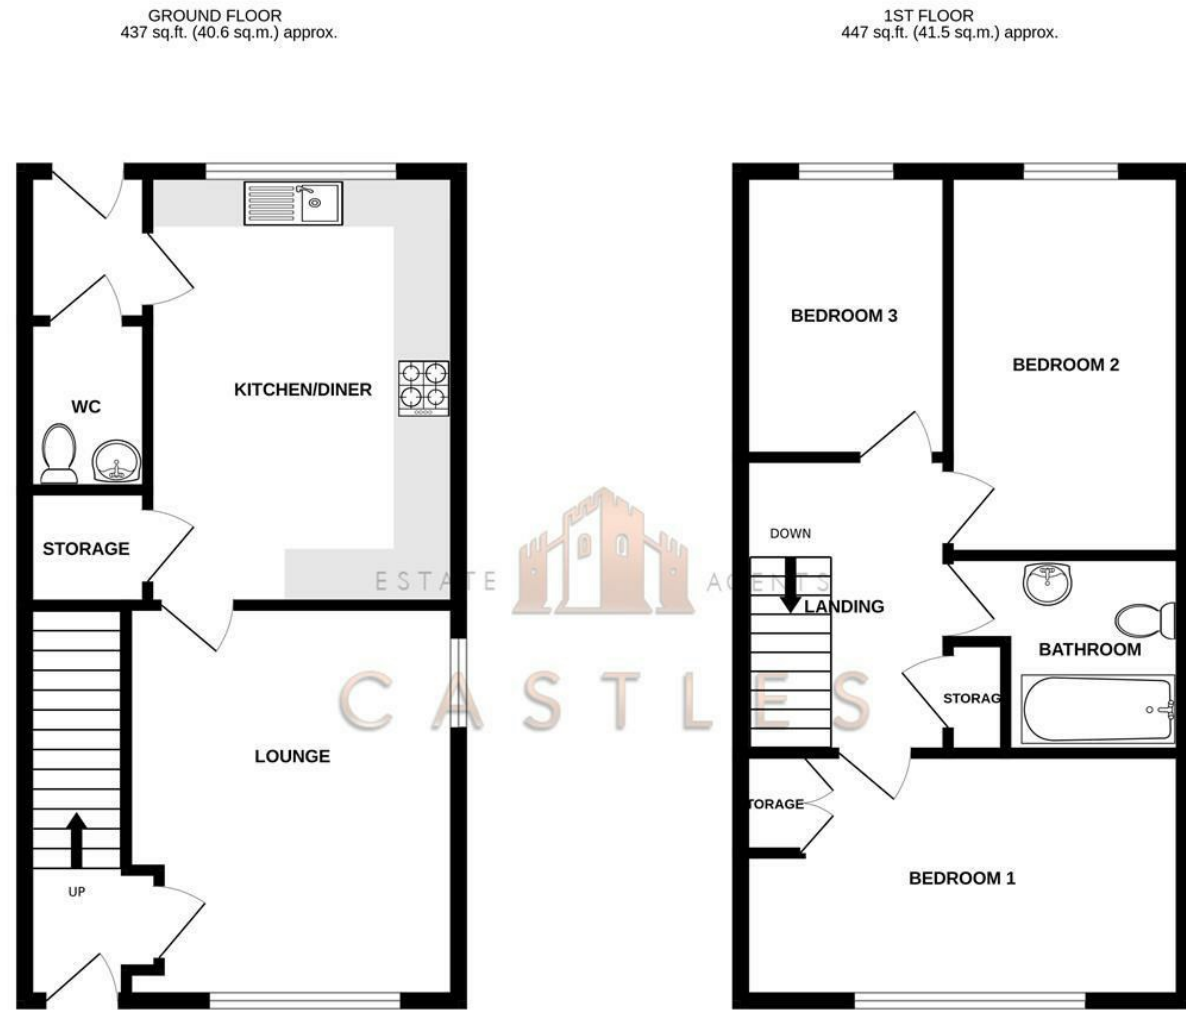 GROUND FLOOR
437 sq.ft. (40.6 sq.m.) approx.
1ST FLOOR
447 sq.ft. (41.5 sq.m.) approx.
KITCHEN/DINER
WC
STORAGE
LOUNGE
UP
BEDROOM 3
BEDROOM 2
DOWN
LANDING
BATHROOM
STORAG
TORAGE
BEDROOM 1
ESTATE AGENTS
CASTLES